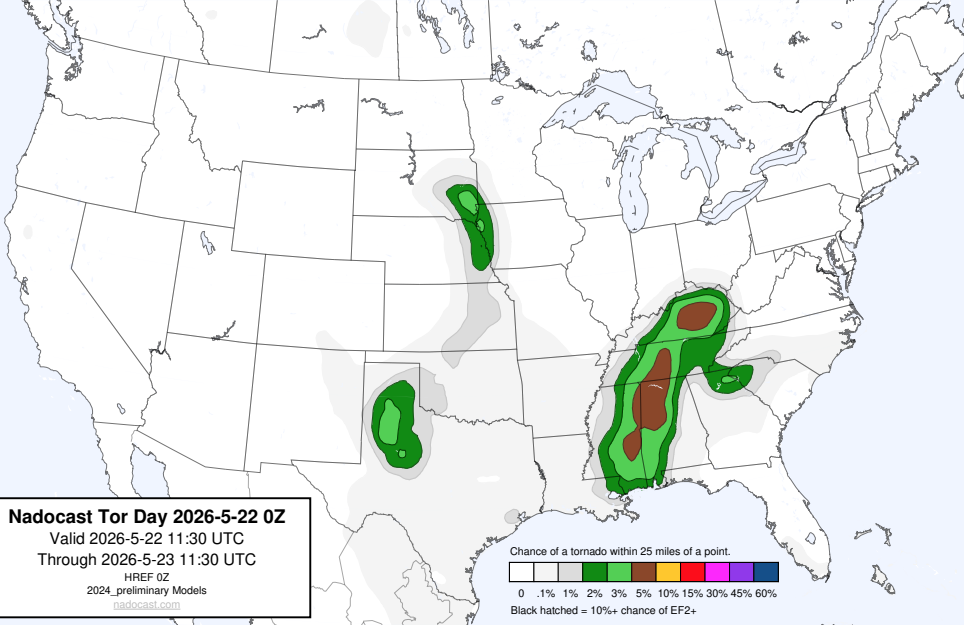 Nadocast Tor Day 2026-5-22 0Z
Valid 2026-5-22 11:30 UTC
Through 2026-5-23 11:30 UTC
HREF 0Z
2024_preliminary Models
nadocast.com
Chance of a tornado within 25 miles of a point.
0 .1% 1% 2% 3% 5% 10% 15% 30% 45% 60%
Black hatched = 10%+ chance of EF2+